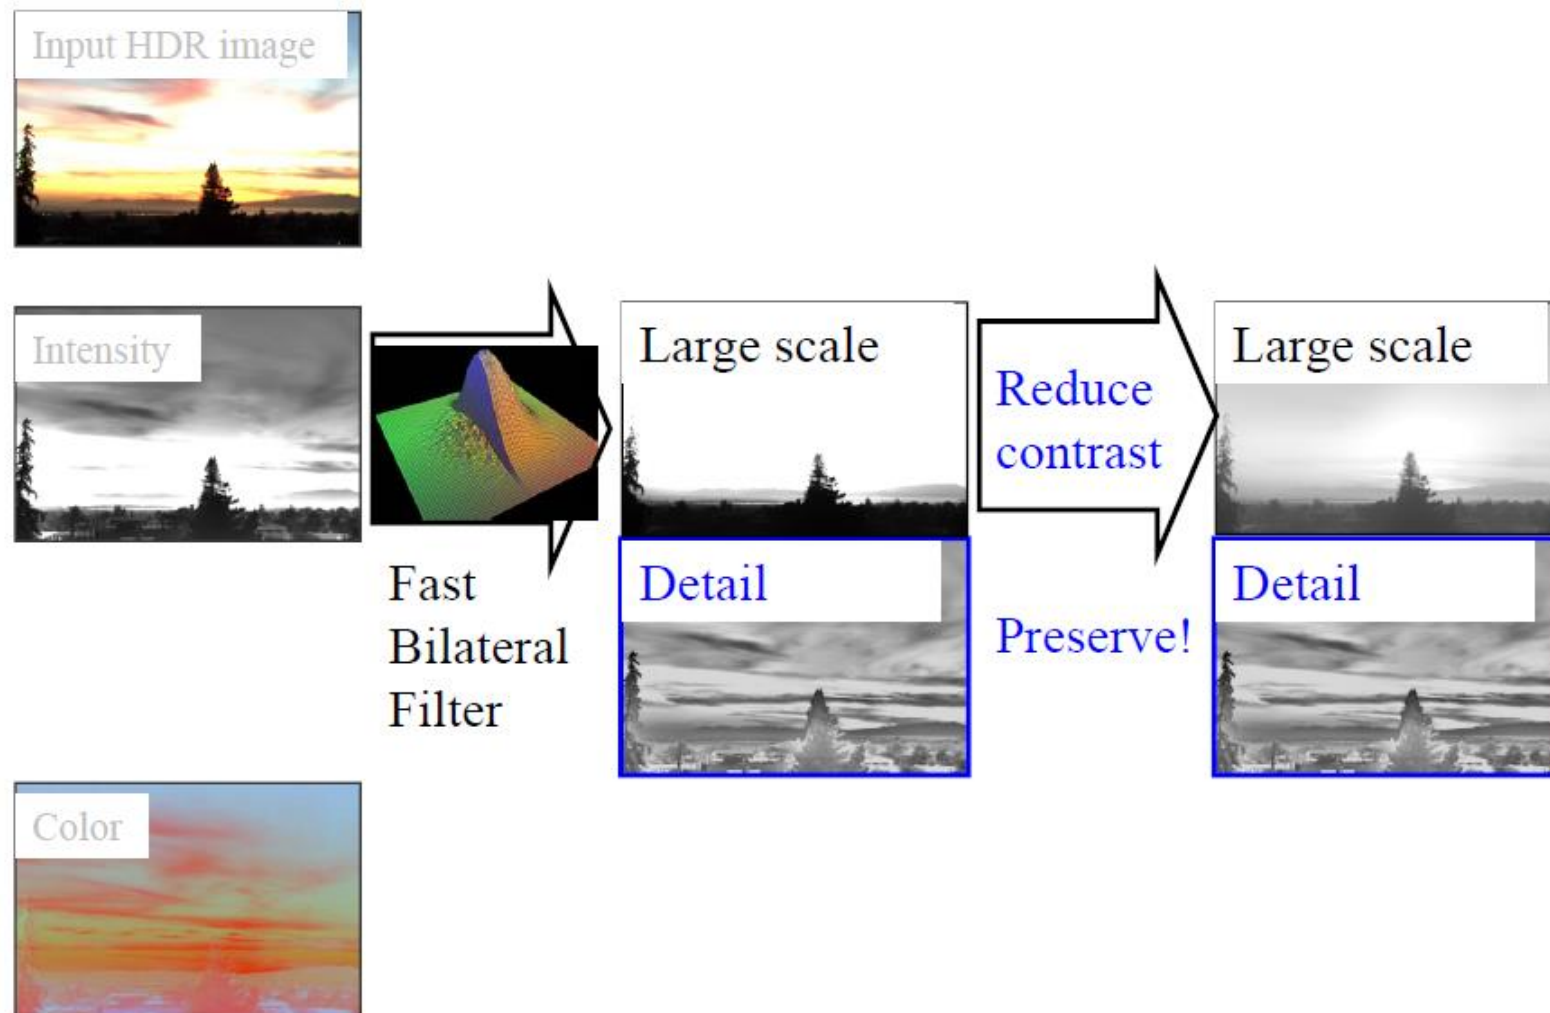 Input HDR image
Intensity
Large scale
Reduce
contrast
Large scale
Fast
Bilateral
Filter
Detail
Preserve!
Detail
Color